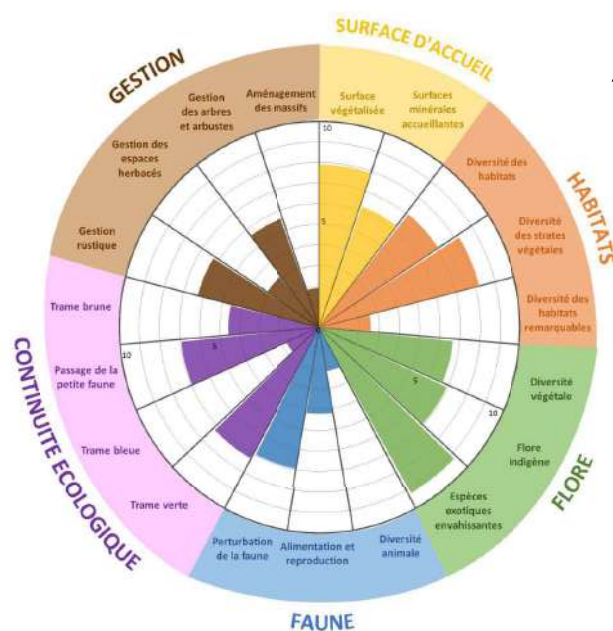 SURFACE D'ACCUEIL
Surface
végétalisée
Surfaces
minérales
accueillantes
HABITATS
Diversité des
habitats
Diversité
des strates
végétales
Diversité des
habitats
remarquables
FLORE
Diversité
végétale
Flore
indigène
Espèces
exotiques
envahissantes
FAUNE
Diversité
animale
Alimentation et
reproduction
Perturbation
de la faune
CONTINUITE ECOLOGIQUE
Trame verte
Trame bleue
Passage de la
petite faune
Trame brune
GESTION
Gestion
rustique
Gestion des
espaces
herbacés
Gestion
des arbres
et arbustes
Aménagement
des massifs
10
5
5
10
5
10